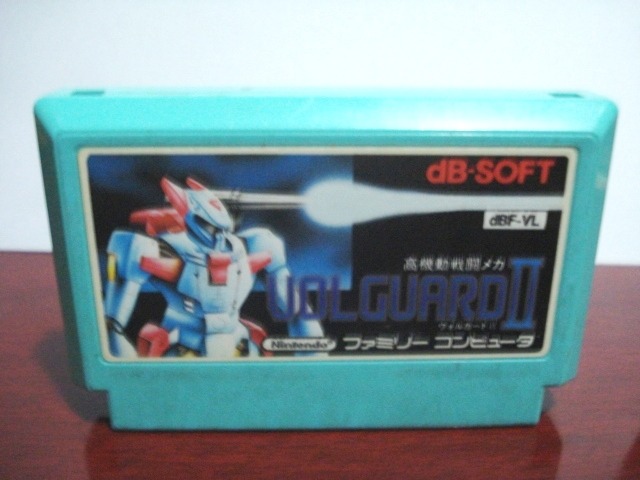 dB-SOFT
dBF-VL
高機動戦闘メカ
VOLGUARD II
ヴォルガードII
Nintendo ファミリー コンピュータ